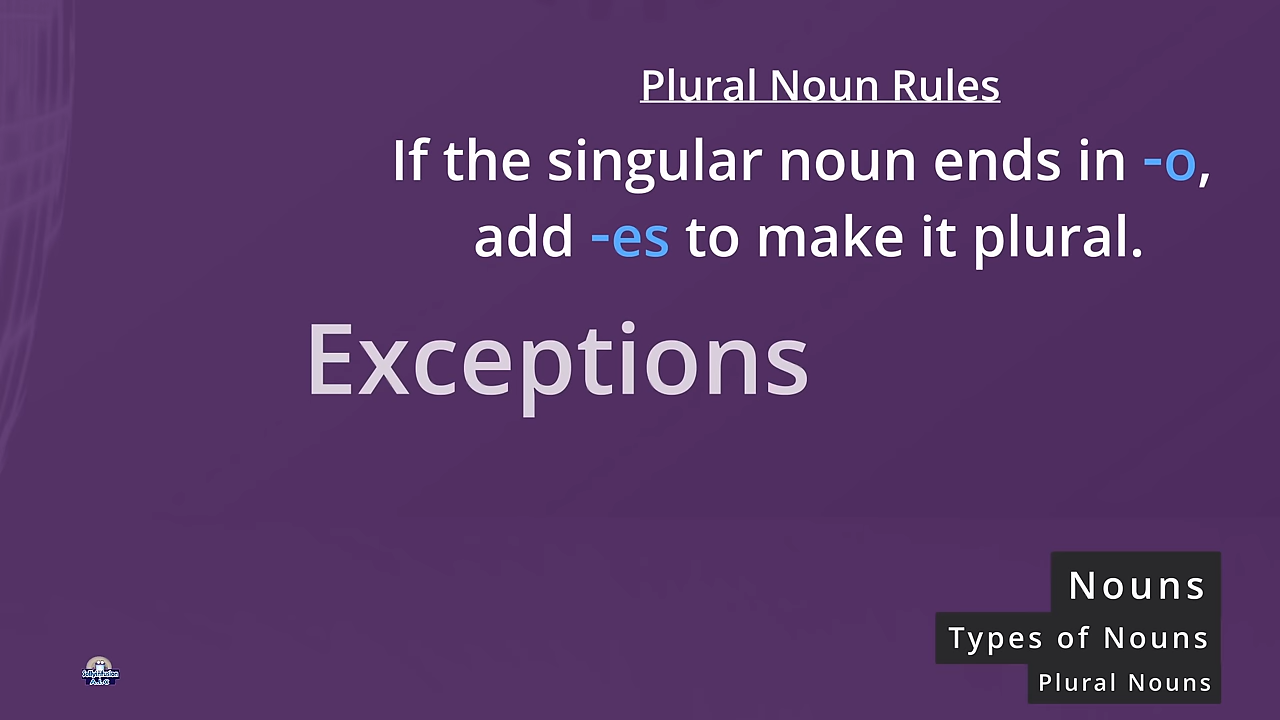 Plural Noun Rules
If the singular noun ends in -o,
add -es to make it plural.
Exceptions
Nouns
Types of Nouns
Plural Nouns